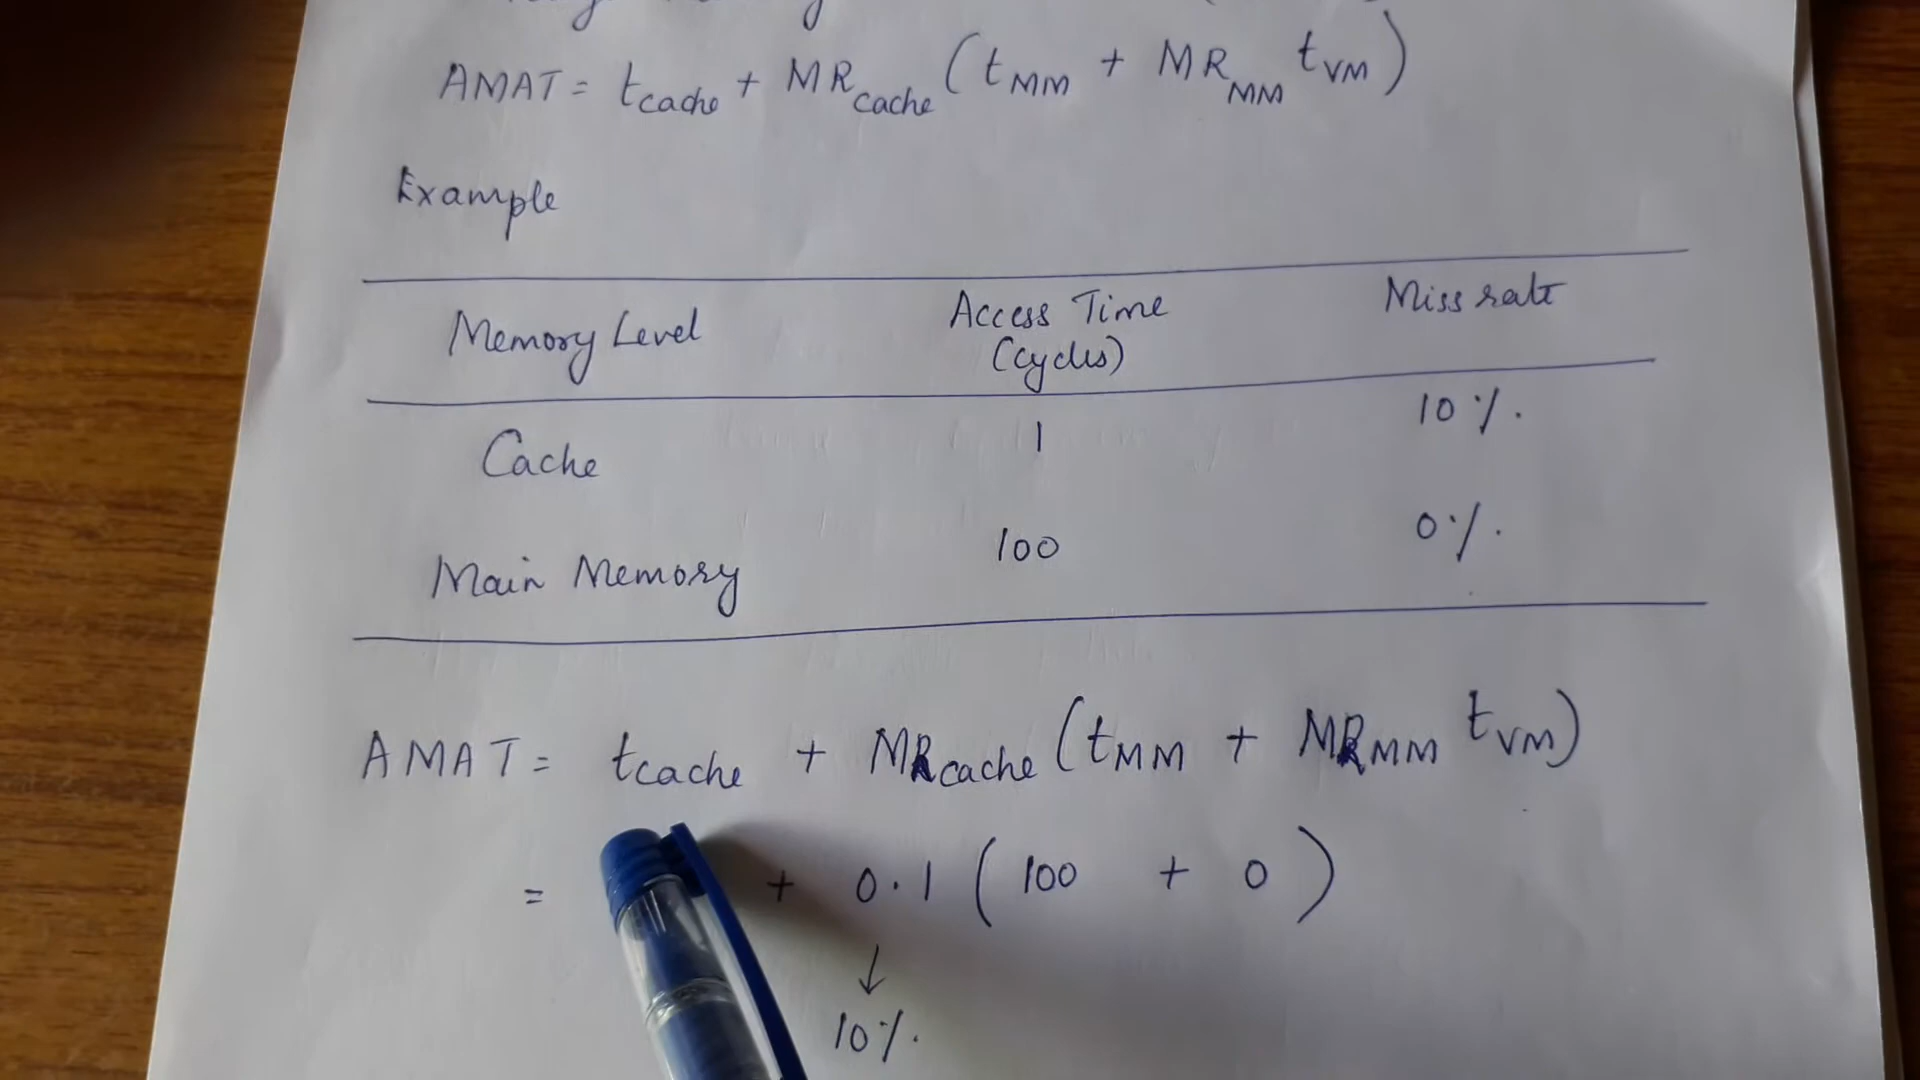 AMAT = tcache + MRcache (tMM + MRMM tVM)
Example
Memory Level Access Time (cycles) Miss rate
Cache 1 10%.
Main Memory 100 0%.
AMAT = tcache + MRcache (tMM + MRMM tVM)
= + 0.1 (100 + 0)
↓
10%.